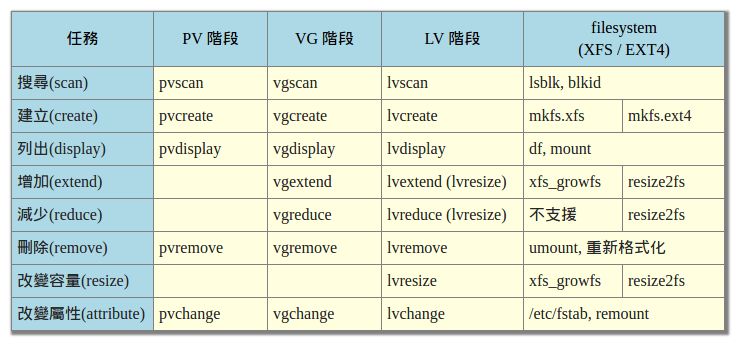 任務 PV 階段 VG 階段 LV 階段 filesystem
(XFS / EXT4)
搜尋(scan) pvscan vgscan lvscan lsblk, blkid
建立(create) pvcreate vgcreate lvcreate mkfs.xfs mkfs.ext4
列出(display) pvdisplay vgdisplay lvdisplay df, mount
增加(extend) vgextend lvextend (lvresize) xfs_growfs resize2fs
減少(reduce) vgreduce lvreduce (lvresize) 不支援 resize2fs
刪除(remove) pvremove vgremove lvremove umount, 重新格式化
改變容量(resize) lvresize xfs_growfs resize2fs
改變屬性(attribute) pvchange vgchange lvchange /etc/fstab, remount